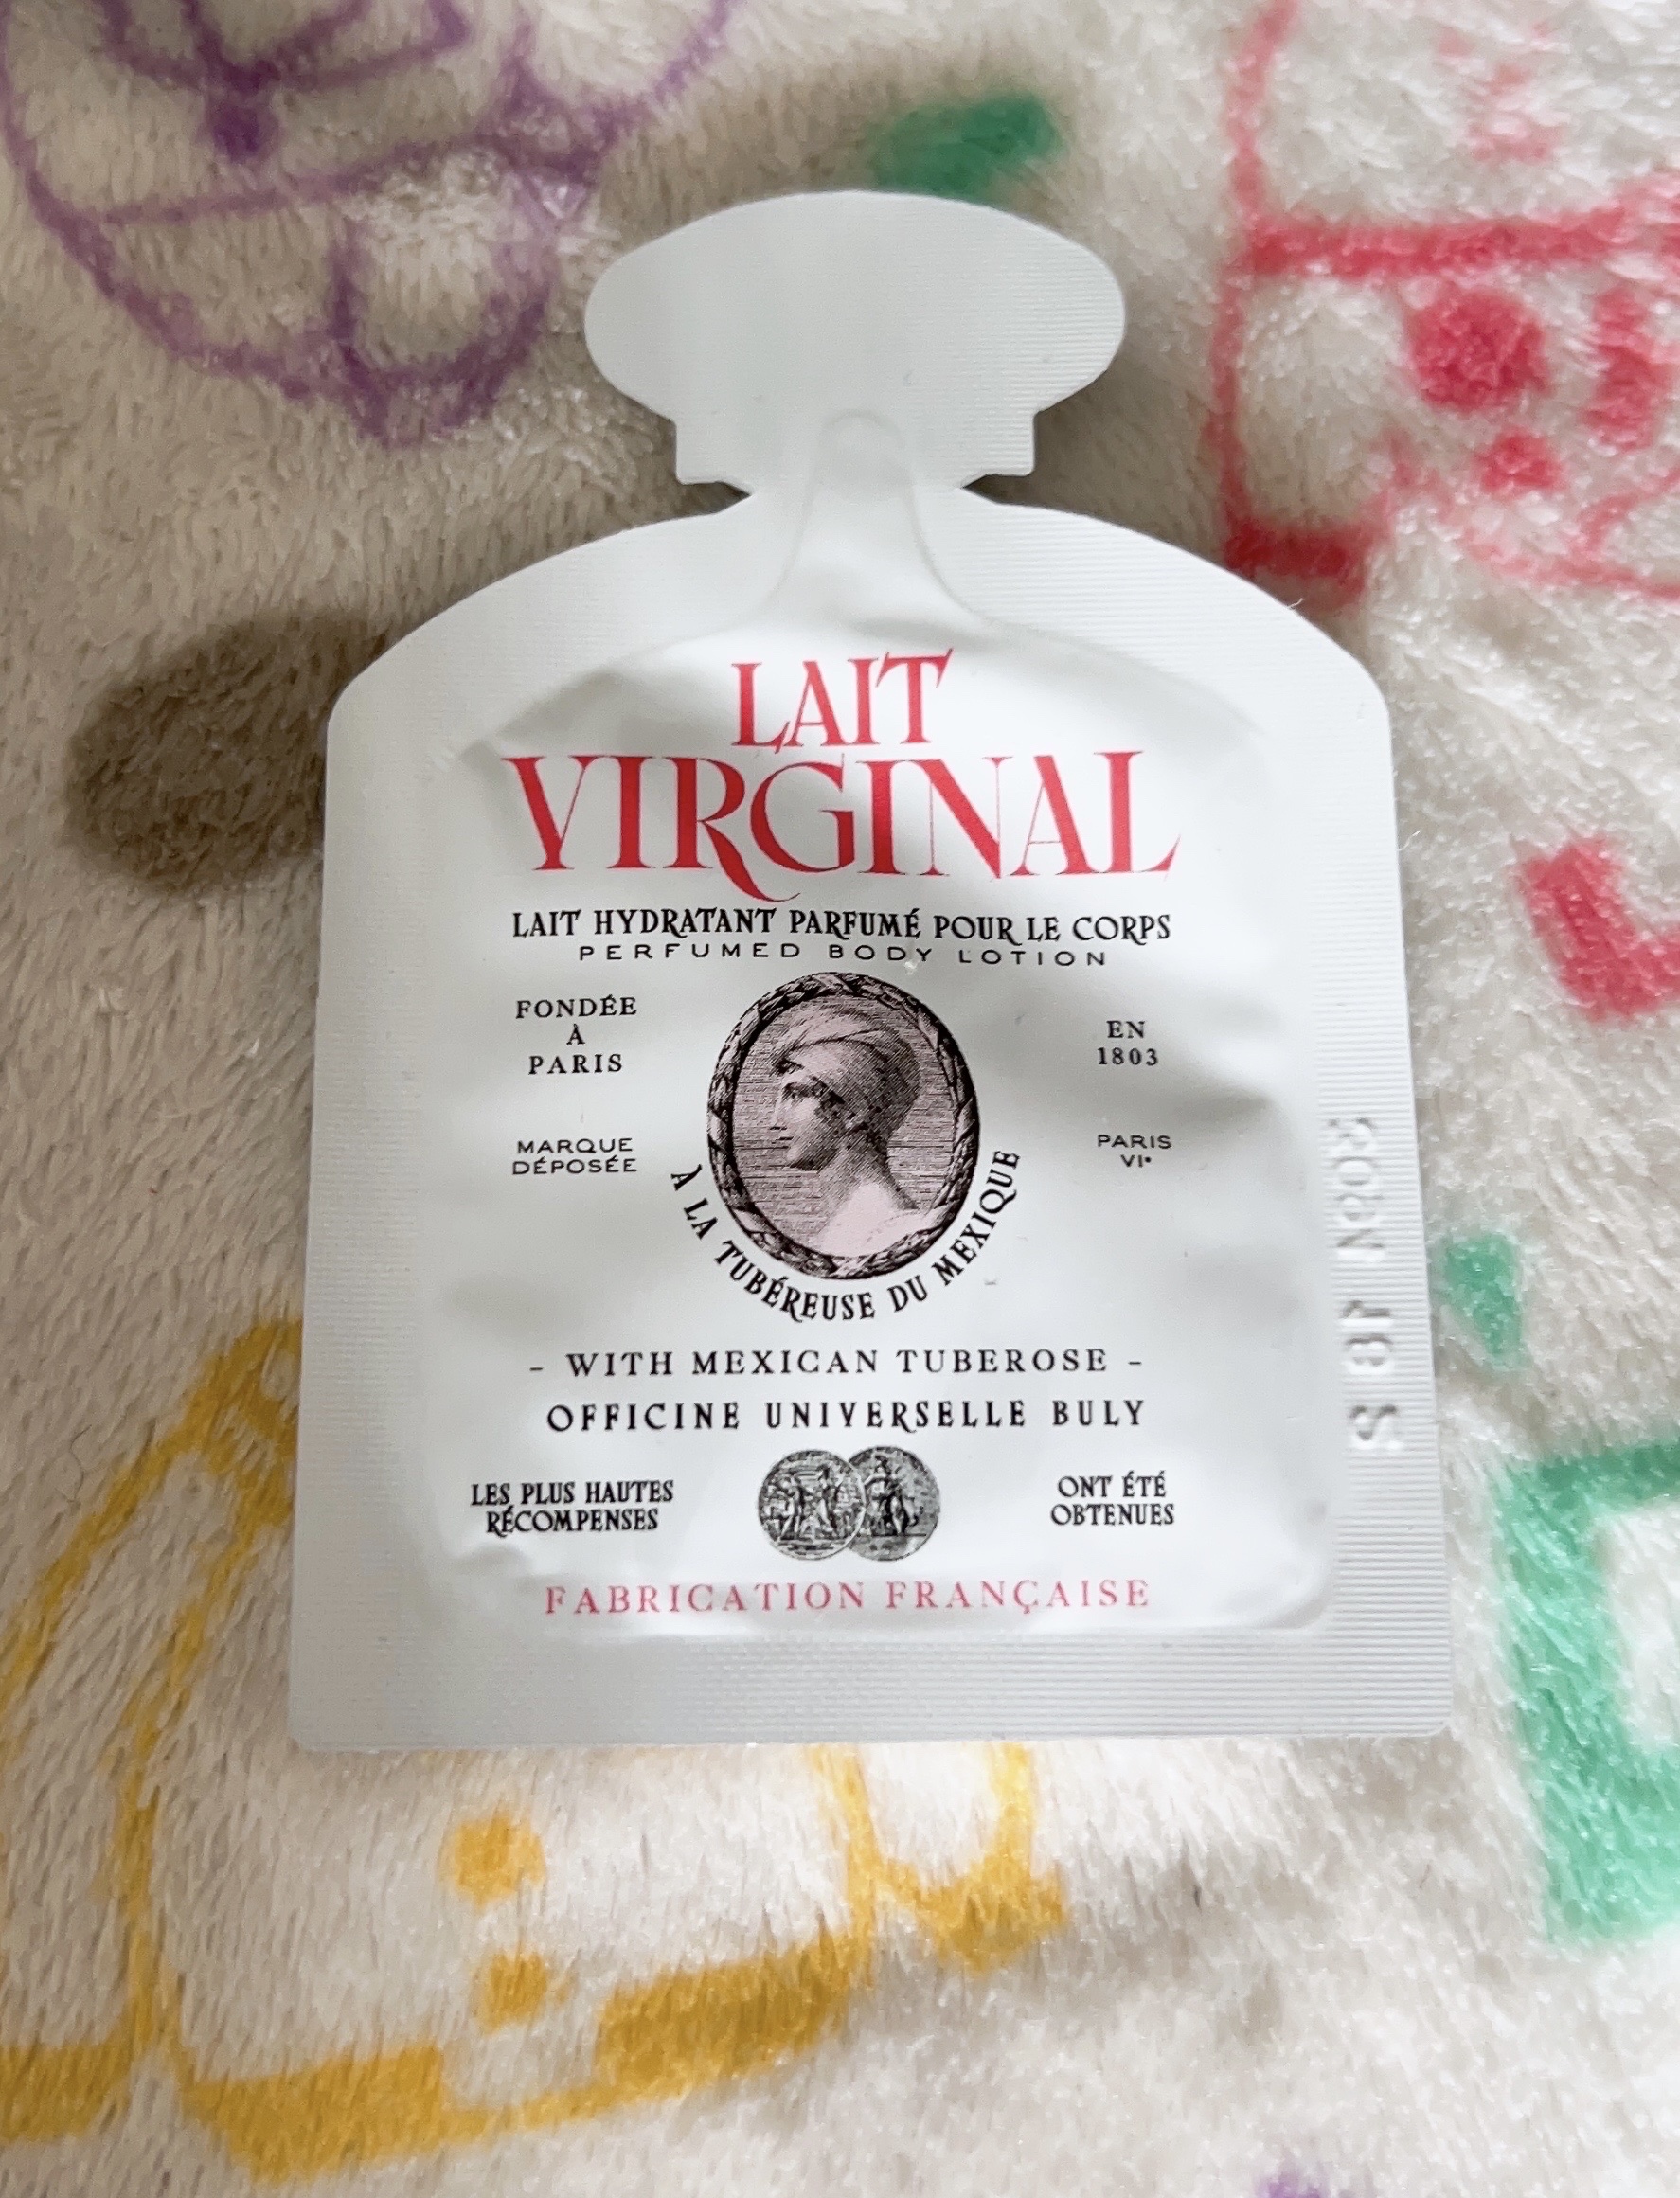 LAIT
VIRGINAL
LAIT HYDRATANT PARFUMÉ POUR LE CORPS
PERFUMED BODY LOTION
FONDÉE
À
PARIS
EN
1803
MARQUE
DÉPOSÉE
PARIS
VIe
À LA TUBÉREUSE DU MEXIQUE
- WITH MEXICAN TUBEROSE -
OFFICINE UNIVERSELLE BULY
LES PLUS HAUTES
RÉCOMPENSES
ONT ÉTÉ
OBTENUES
FABRICATION FRANÇAISE